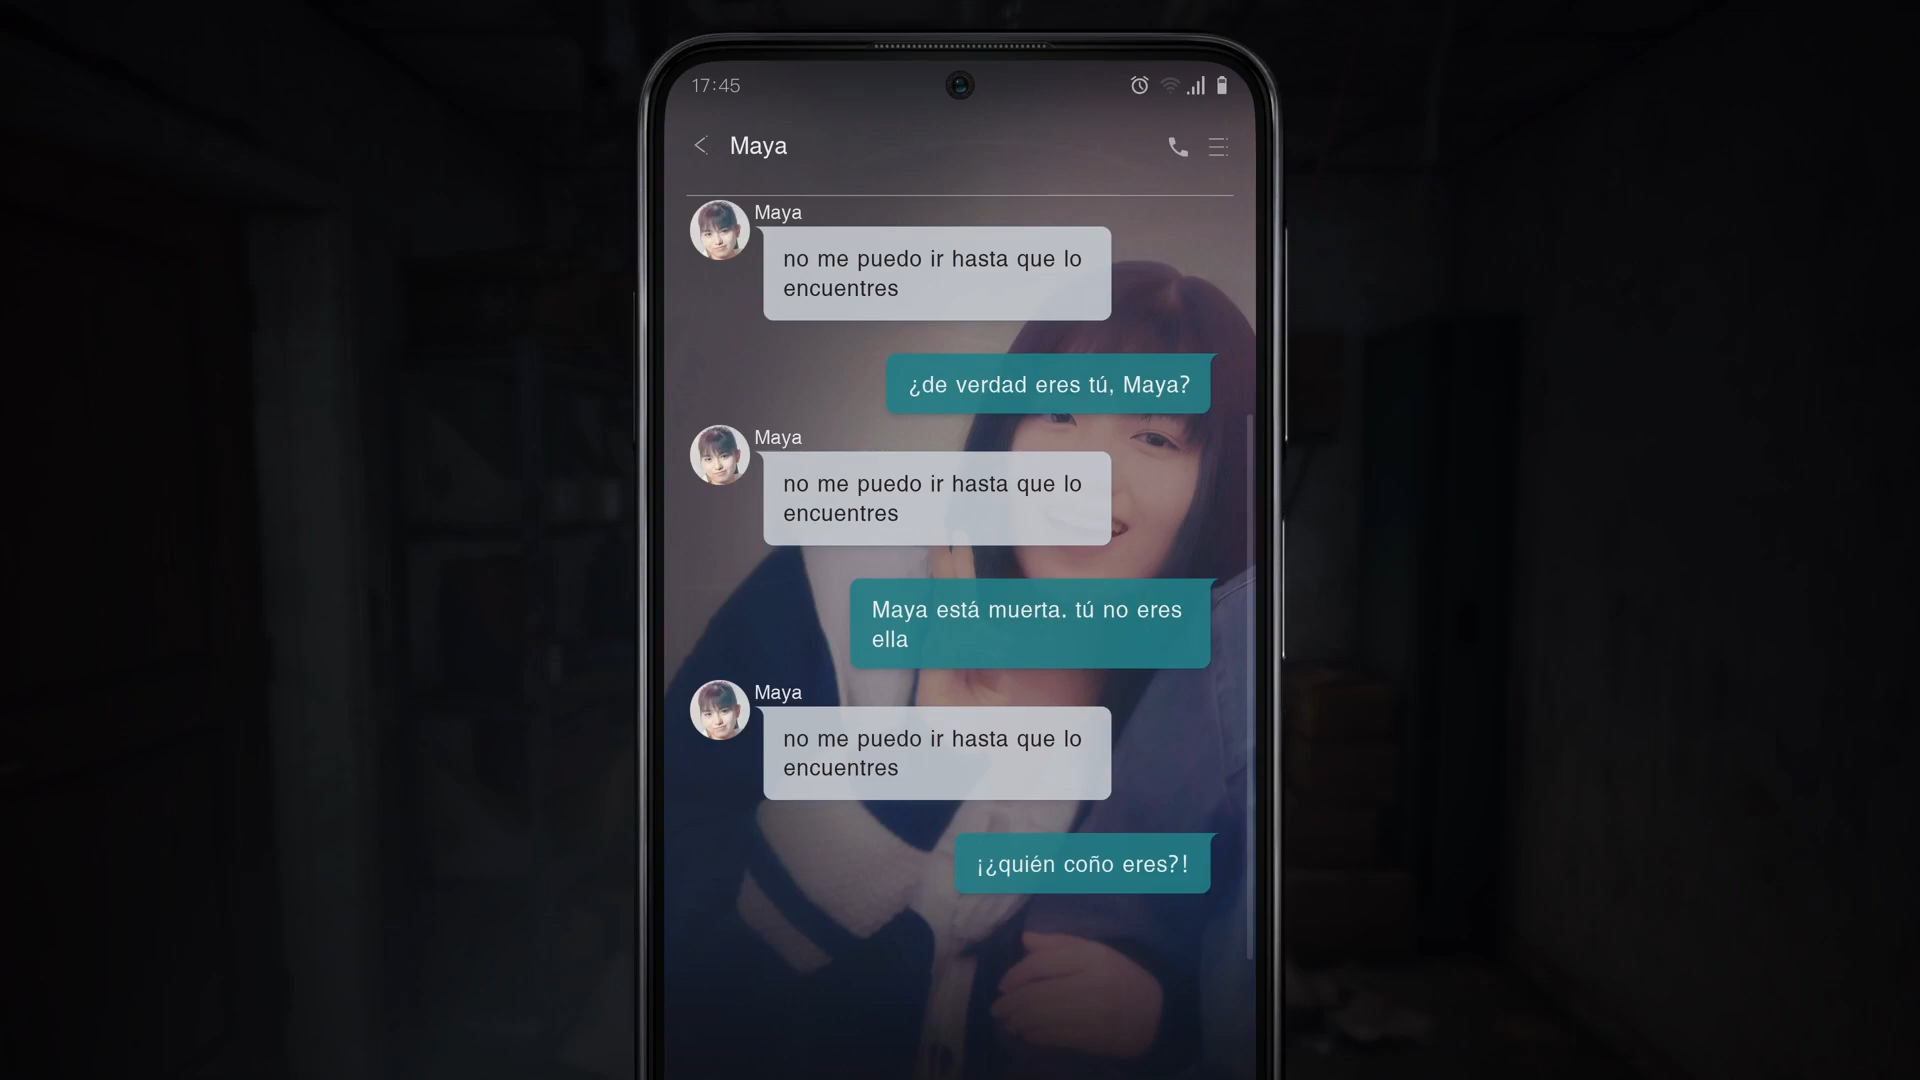 17:45
Maya
Maya
no me puedo ir hasta que lo
encuentres
¿de verdad eres tú, Maya?
Maya
no me puedo ir hasta que lo
encuentres
Maya está muerta. tú no eres
ella
Maya
no me puedo ir hasta que lo
encuentres
¡¿quién coño eres?!